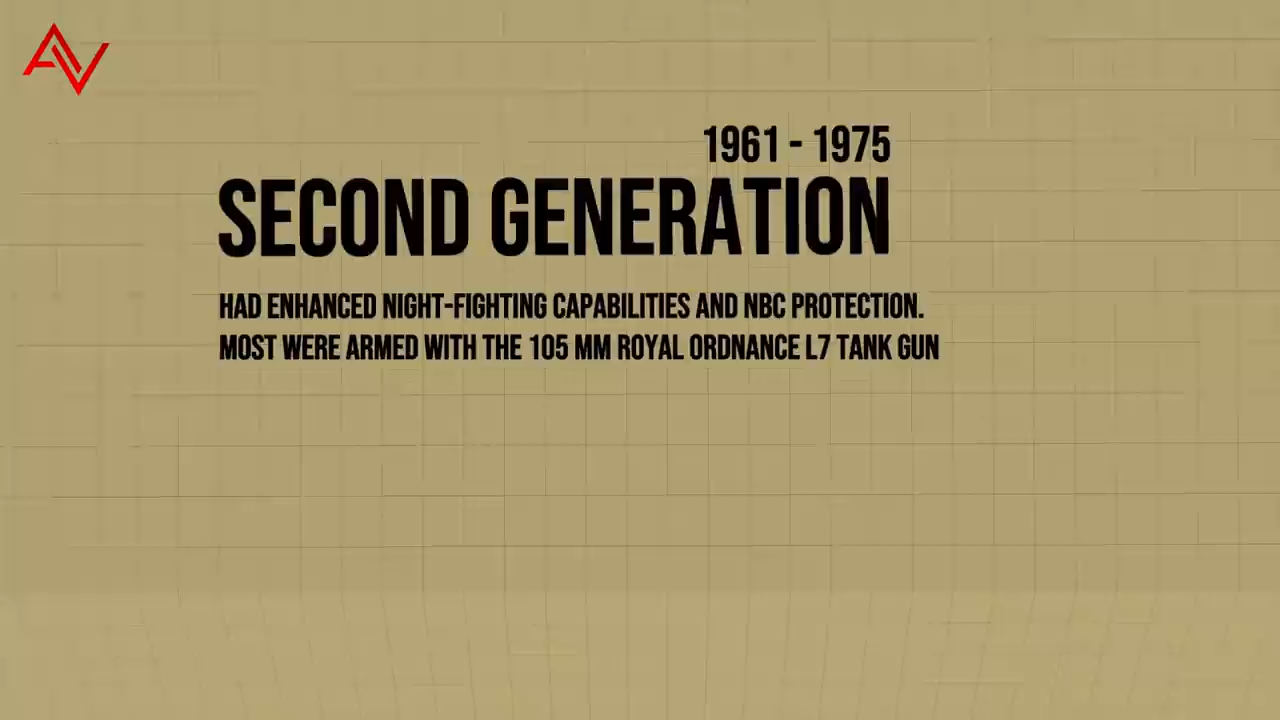 AV
1961 - 1975
SECOND GENERATION
HAD ENHANCED NIGHT-FIGHTING CAPABILITIES AND NBC PROTECTION.
MOST WERE ARMED WITH THE 105 MM ROYAL ORDNANCE L7 TANK GUN